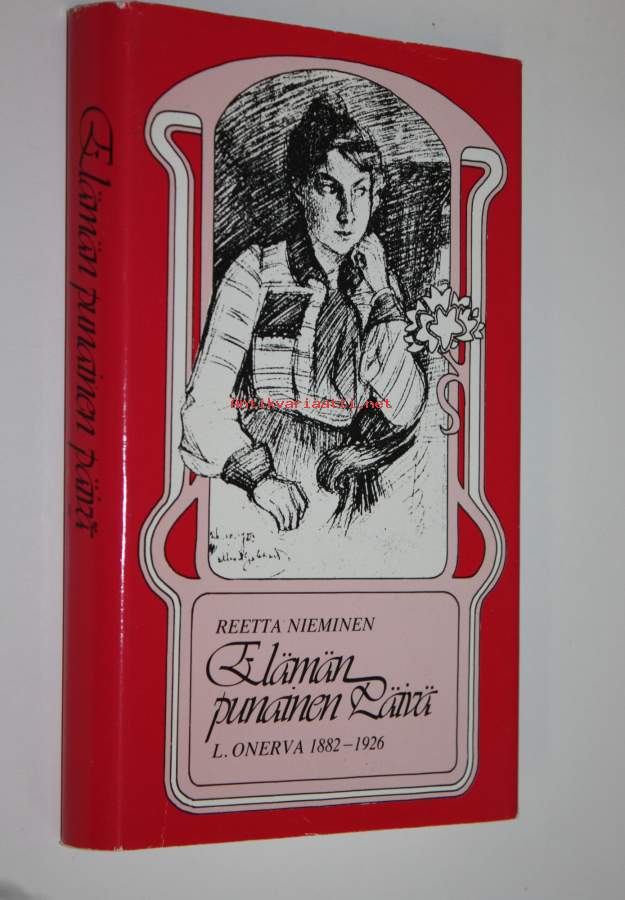 Elämän punainen päivä
antikvariaatti.net
REETTA NIEMINEN
Elämän
punainen Päivä
L. ONERVA 1882–1926